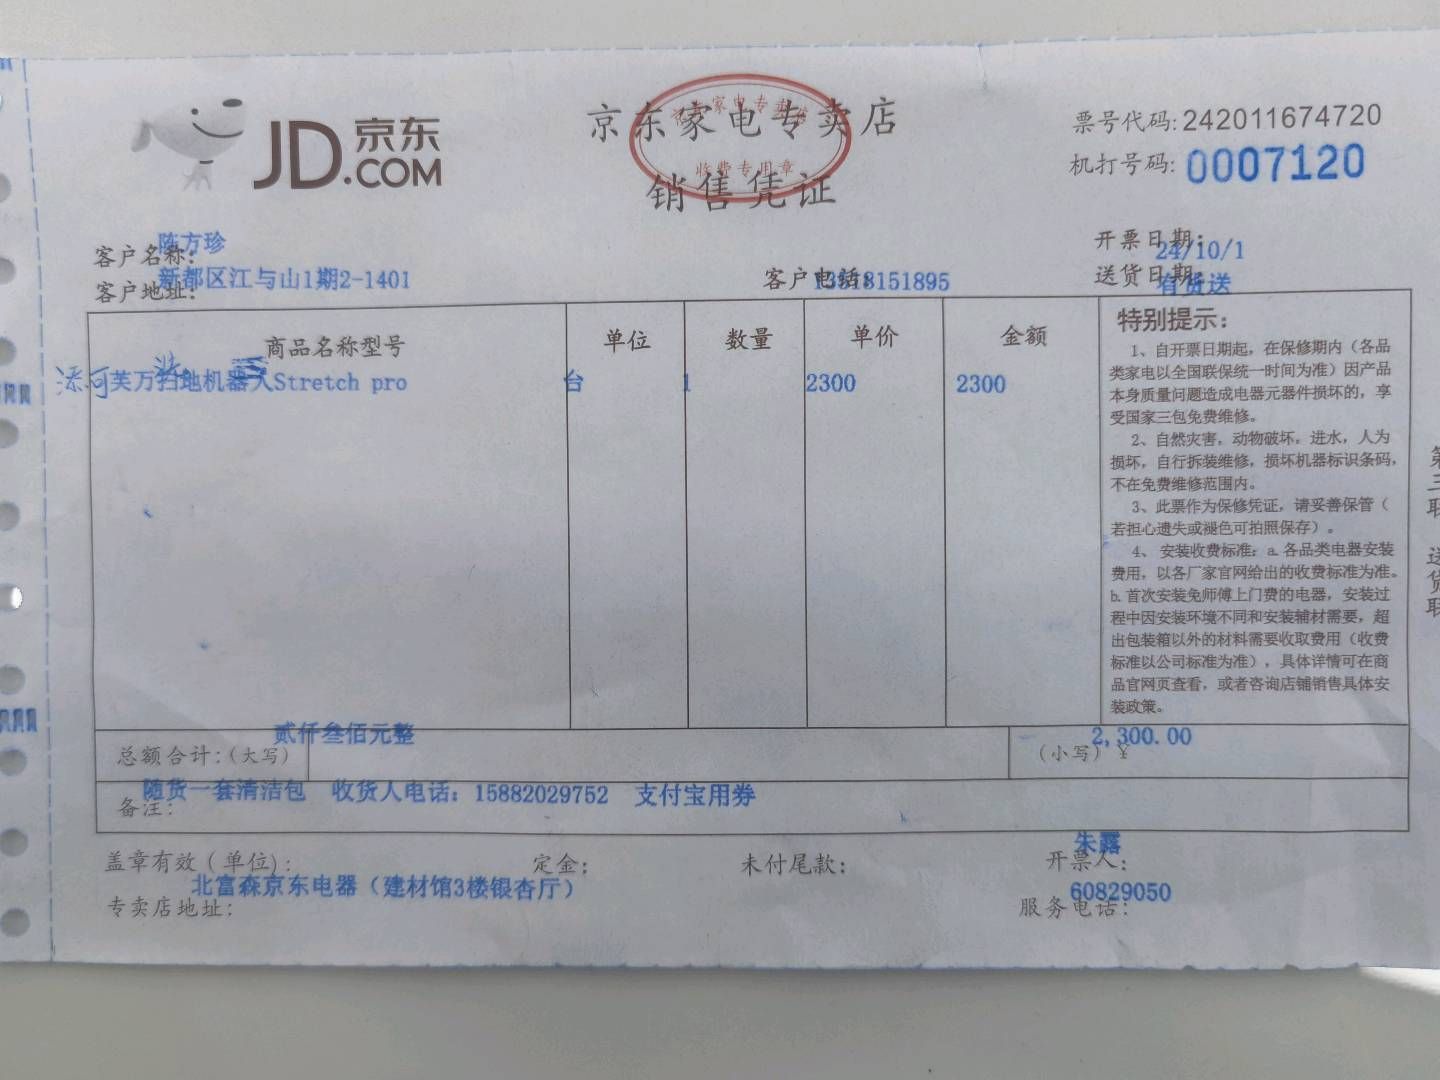 JD京东.COM
京东家电专卖店
收费专用章
销售凭证
票号代码:242011674720
机打号码: 0007120
客户名称: 陈方珍
客户地址: 新都区江与山1期2-1401
客户电话: 13518151895
开票日期: 24/10/1
送货日期: 有货送
商品名称型号 单位 数量 单价 金额
添可芙万扫地机器人Stretch pro 台 1 2300 2300
特别提示:
1、自开票日期起，在保修期内（各品
类家电以全国联保统一时间为准）因产品
本身质量问题造成电器元器件损坏的，享
受国家三包免费维修。
2、自然灾害，动物破坏，进水，人为
损坏，自行拆装维修，损坏机器标识条码，
不在免费维修范围内。
3、此票作为保修凭证，请妥善保管（
若担心遗失或褪色可拍照保存）。
4、安装收费标准: a.各品类电器安装
费用，以各厂家官网给出的收费标准为准。
b.首次安装免师傅上门费的电器，安装过
程中因安装环境不同和安装辅材需要，超
出包装箱以外的材料需要收取费用（收费
标准以公司标准为准），具体详情可在商
品官网页查看，或者咨询店铺销售具体安
装政策。
总额合计:(大写) 贰仟叁佰元整 (小写) ¥ 2,300.00
备注: 随货一套清洁包 收货人电话: 15882029752 支付宝用券
盖章有效（单位）: 定金: 未付尾款: 开票人: 朱露
专卖店地址: 北富森京东电器（建材馆3楼银杏厅） 服务电话: 60829050
第三联 送货联